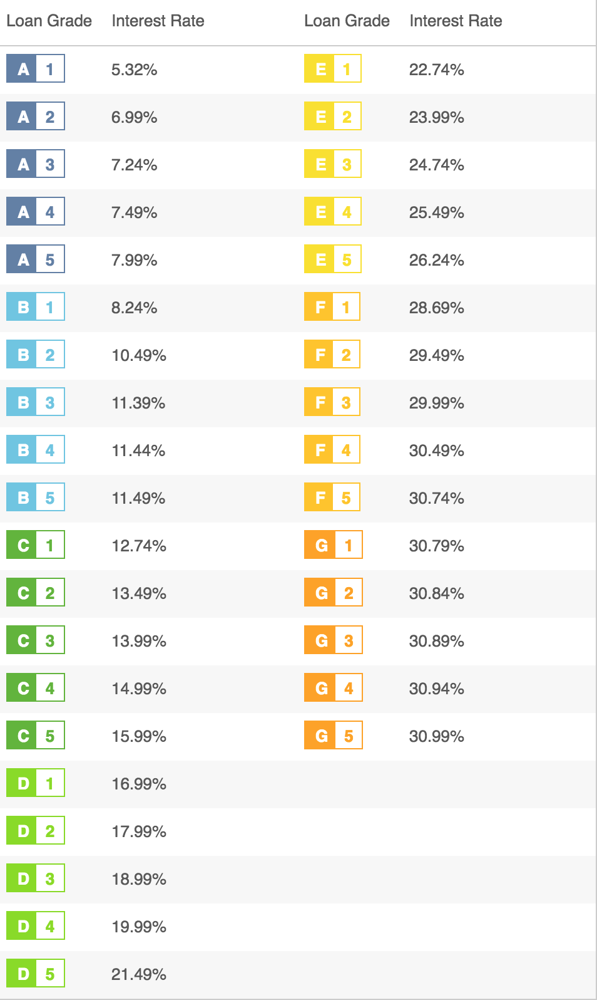 Loan Grade Interest Rate Loan Grade Interest Rate
A 1 5.32% E 1 22.74%
A 2 6.99% E 2 23.99%
A 3 7.24% E 3 24.74%
A 4 7.49% E 4 25.49%
A 5 7.99% E 5 26.24%
B 1 8.24% F 1 28.69%
B 2 10.49% F 2 29.49%
B 3 11.39% F 3 29.99%
B 4 11.44% F 4 30.49%
B 5 11.49% F 5 30.74%
C 1 12.74% G 1 30.79%
C 2 13.49% G 2 30.84%
C 3 13.99% G 3 30.89%
C 4 14.99% G 4 30.94%
C 5 15.99% G 5 30.99%
D 1 16.99%
D 2 17.99%
D 3 18.99%
D 4 19.99%
D 5 21.49%